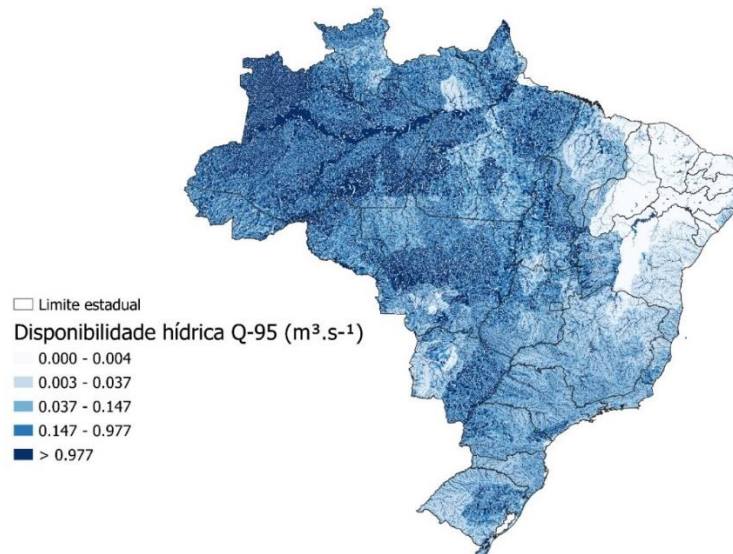 Limite estadual
Disponibilidade hídrica Q-95 (m³.s-¹)
0.000 - 0.004
0.003 - 0.037
0.037 - 0.147
0.147 - 0.977
> 0.977